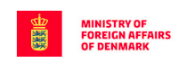 MINISTRY OF
FOREIGN AFFAIRS
OF DENMARK